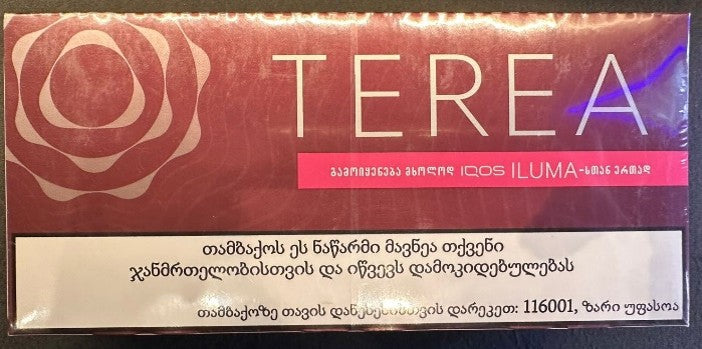 TEREA
გამოიყენება მხოლოდ IQOS ILUMA-სთან ერთად
თამბაქოს ეს ნაწარმი მავნეა თქვენი
ჯანმრთელობისთვის და იწვევს დამოკიდებულებას
თამბაქოზე თავის დანებებისთვის დარეკეთ: 116001, ზარი უფასოა